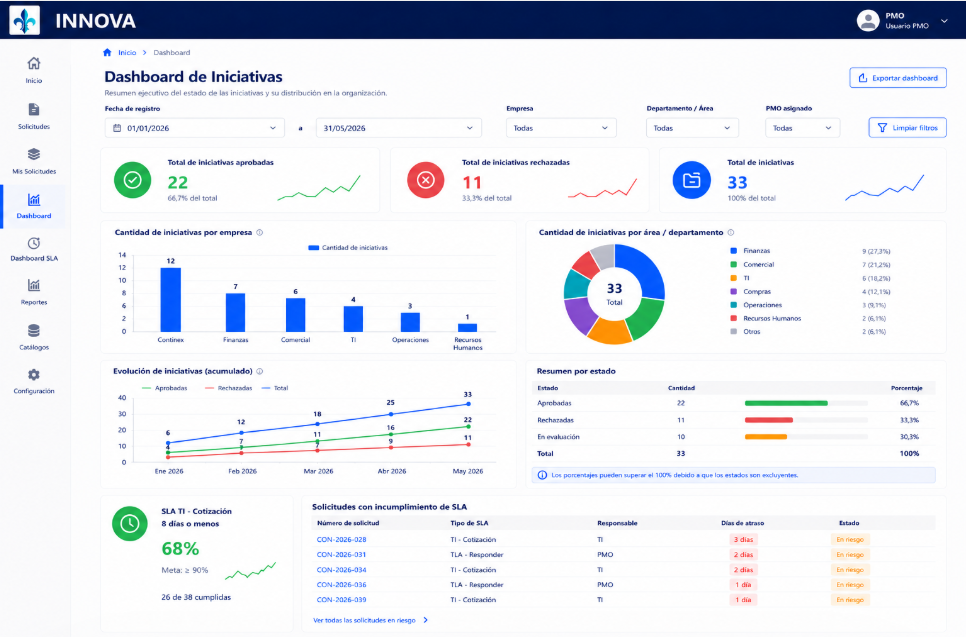 INNOVA
PMO
Usuario PMO
Inicio
Solicitudes
Mis Solicitudes
Dashboard
Dashboard SLA
Reportes
Catálogos
Configuración
Inicio > Dashboard
Dashboard de Iniciativas
Resumen ejecutivo del estado de las iniciativas y su distribución en la organización.
Exportar dashboard
Fecha de registro
01/01/2026 a 31/05/2026
Empresa
Todas
Departamento / Área
Todas
PMO asignado
Todas
Limpiar filtros
Total de iniciativas aprobadas
22
66,7% del total
Total de iniciativas rechazadas
11
33,3% del total
Total de iniciativas
33
100% del total
Cantidad de iniciativas por empresa
Cantidad de iniciativas
14
12
10
8
6
4
2
0
12
7
6
4
3
1
Continex
Finanzas
Comercial
TI
Operaciones
Recursos
Humanos
Cantidad de iniciativas por área / departamento
33
Total
Finanzas 9 (27,3%)
Comercial 7 (21,2%)
TI 6 (18,2%)
Compras 4 (12,1%)
Operaciones 3 (9,1%)
Recursos Humanos 2 (6,1%)
Otros 2 (6,1%)
Evolución de iniciativas (acumulado)
Aprobadas Rechazadas Total
40
30
20
10
0
6
12
18
25
33
4
7
11
16
22
7
9
11
Ene 2026
Feb 2026
Mar 2026
Abr 2026
May 2026
Resumen por estado
Estado Cantidad Porcentaje
Aprobadas 22 66,7%
Rechazadas 11 33,3%
En evaluación 10 30,3%
Total 33 100%
Los porcentajes pueden superar el 100% debido a que los estados son excluyentes.
SLA TI - Cotización
8 días o menos
68%
Meta: ≥ 90%
26 de 38 cumplidas
Solicitudes con incumplimiento de SLA
Número de solicitud Tipo de SLA Responsable Días de atraso Estado
CON-2026-028 TI - Cotización TI 3 días En riesgo
CON-2026-031 TLA - Responder PMO 2 días En riesgo
CON-2026-034 TI - Cotización TI 2 días En riesgo
CON-2026-036 TLA - Responder PMO 1 día En riesgo
CON-2026-039 TI - Cotización TI 1 día En riesgo
Ver todas las solicitudes en riesgo >